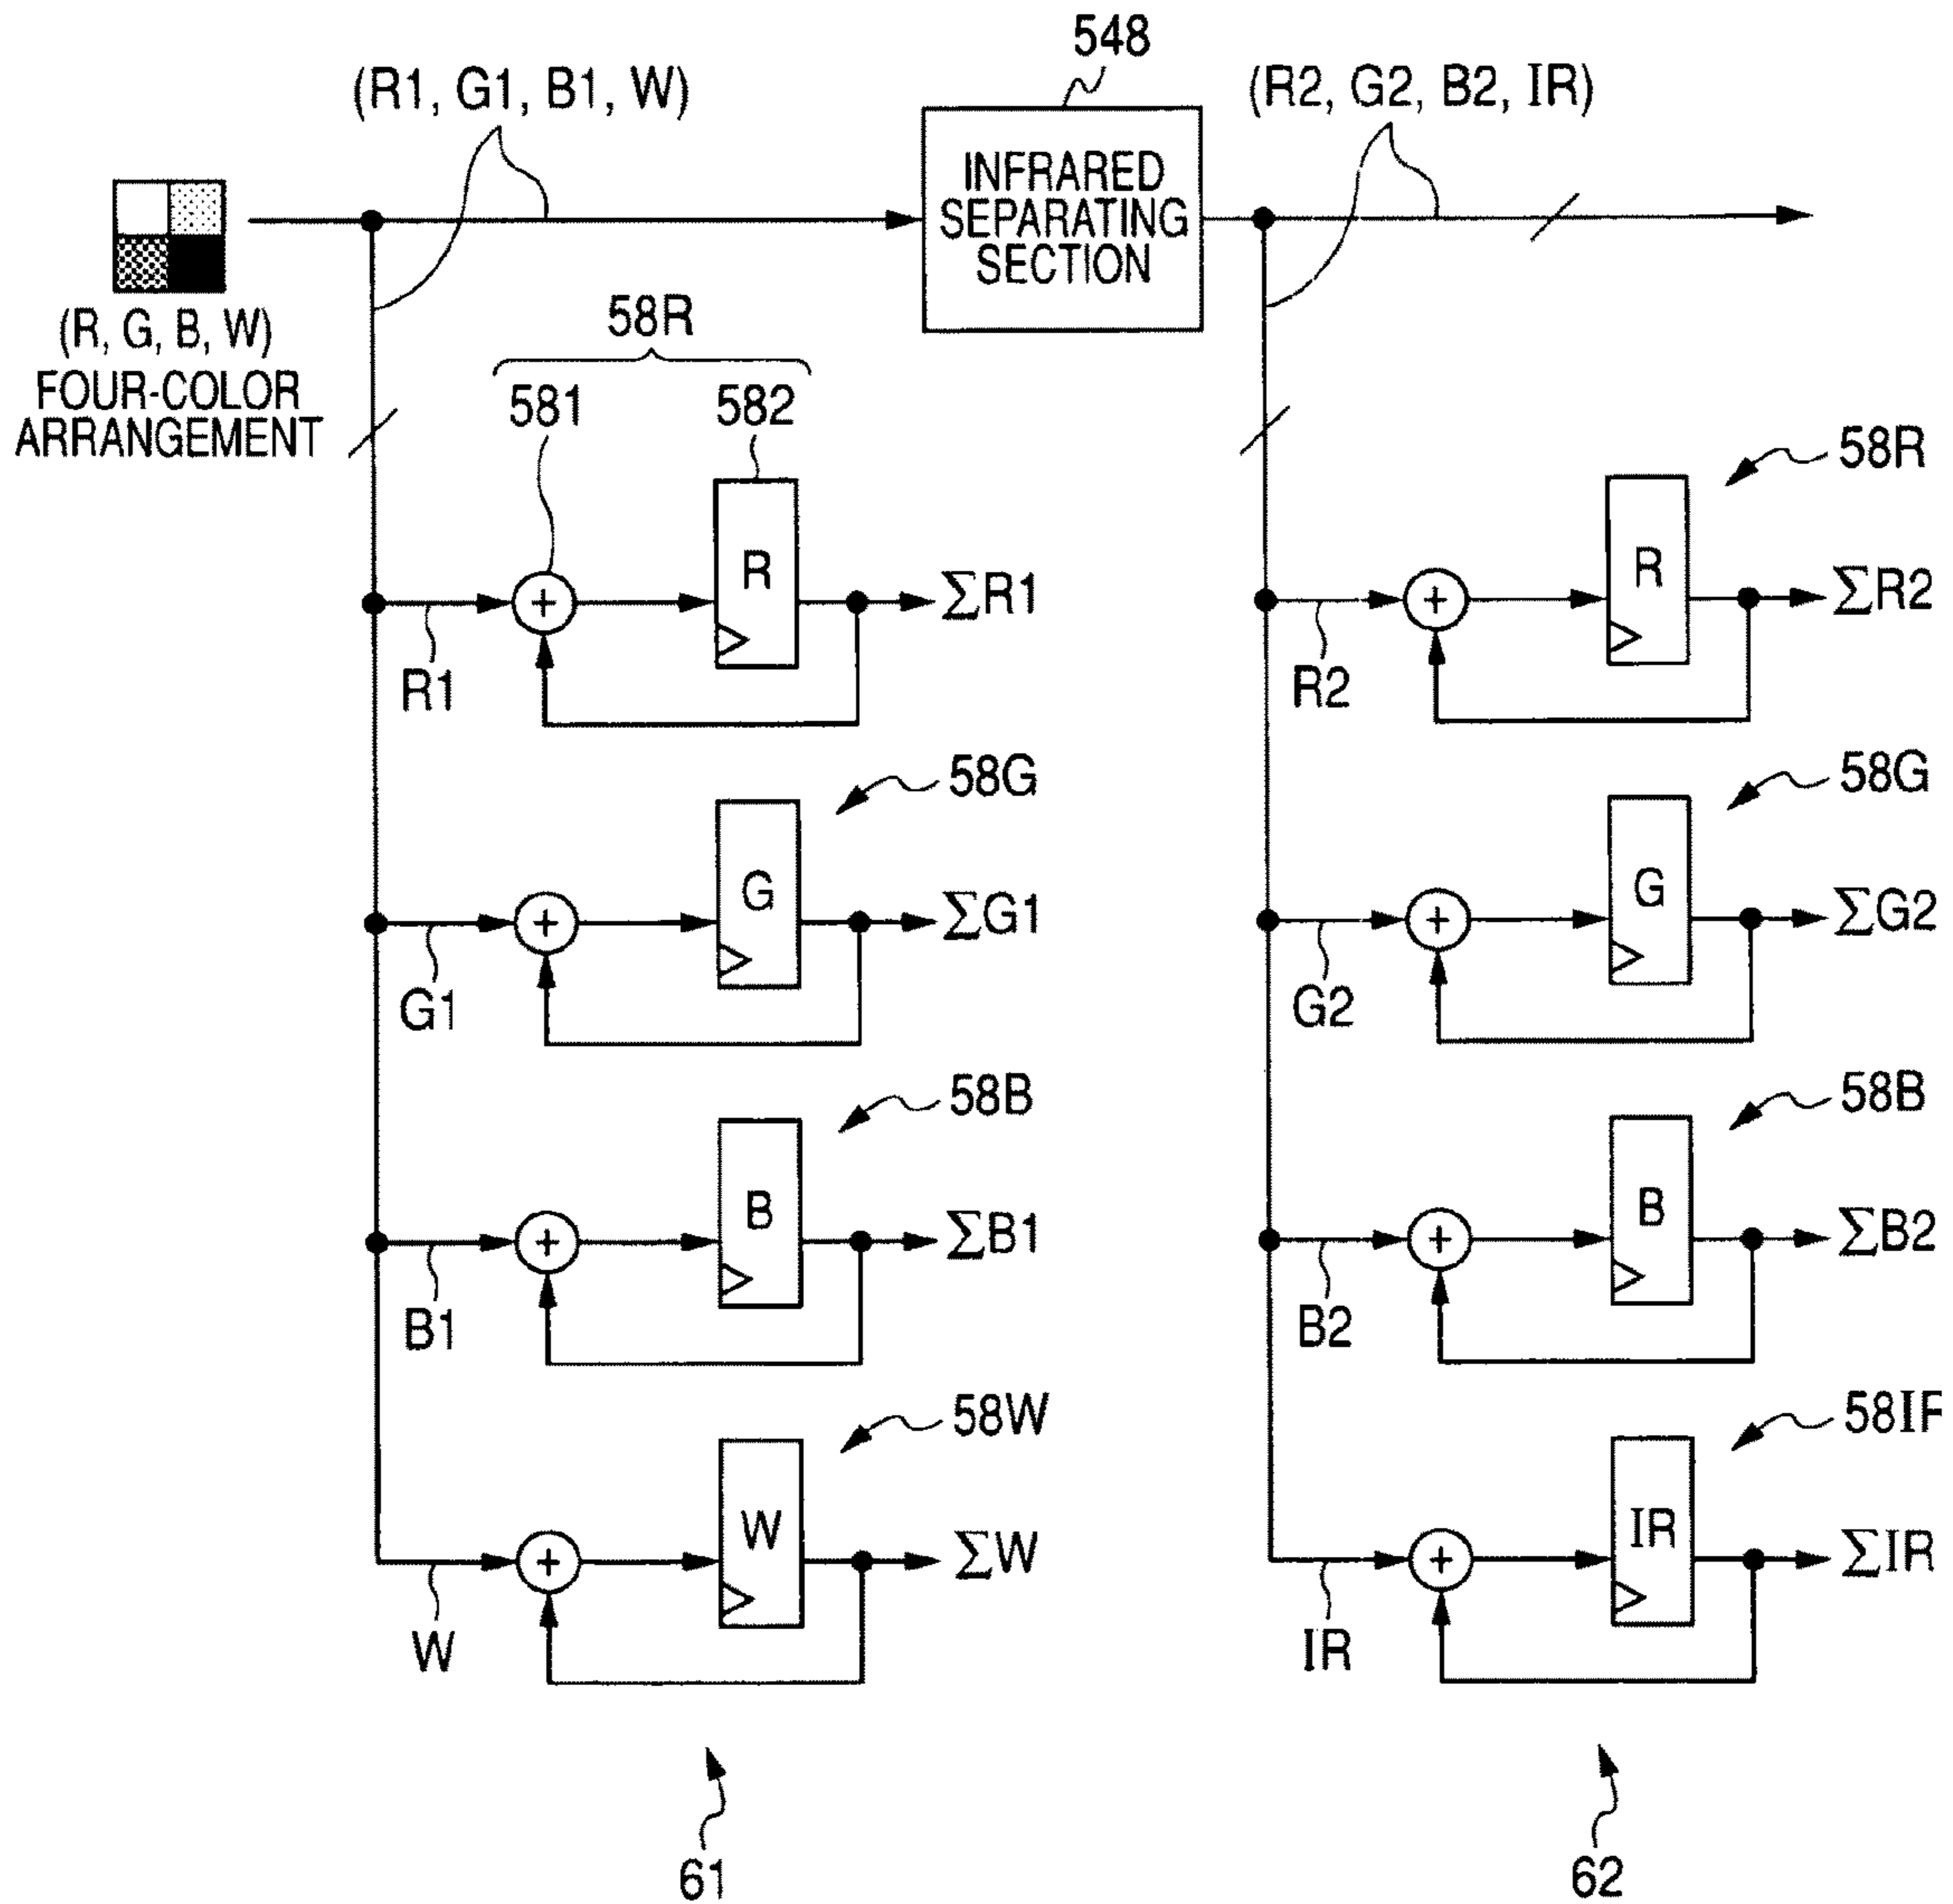 548
(R1, G1, B1, W)
(R2, G2, B2, IR)
INFRARED
SEPARATING
SECTION
(R, G, B, W)
FOUR-COLOR
ARRANGEMENT
58R
581
582
58R
R
ΣR1
R1
R
ΣR2
R2
58G
G
ΣG1
G1
58G
G
ΣG2
G2
58B
B
ΣB1
B1
58B
B
ΣB2
B2
58W
W
ΣW
W
58IR
IR
ΣIR
IR
61
62